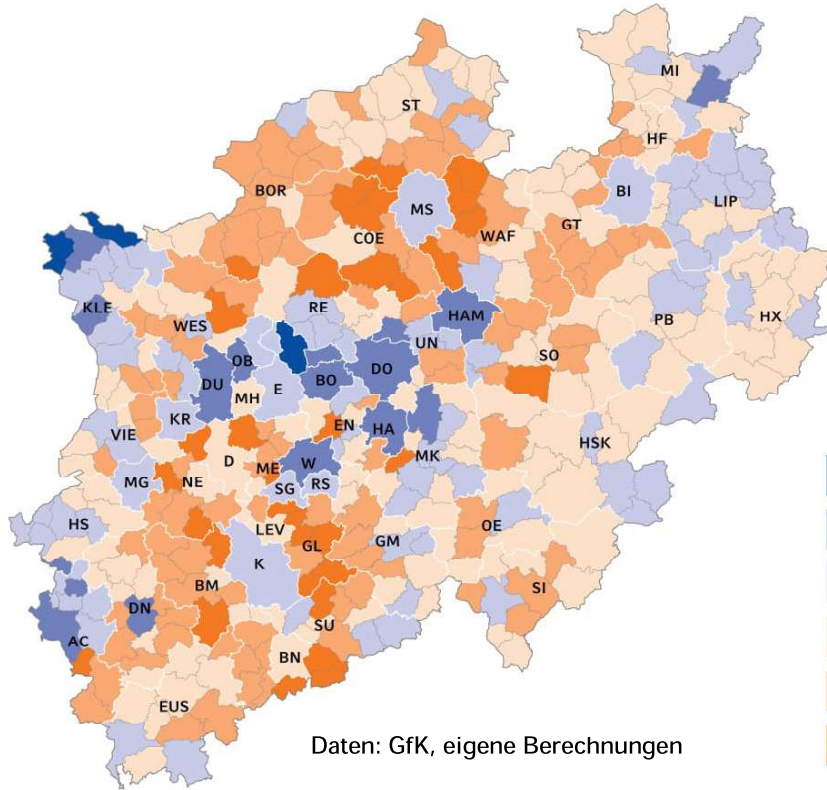 MI
ST
HF
BOR
BI
MS
LIP
GT
COE
WAF
KLE
RE
HAM
HX
WES
PB
UN
OB
SO
DO
BO
DU
E
MH
KR
EN
HA
VIE
HSK
MK
D
W
ME
MG
NE
SG
RS
HS
OE
LEV
GM
GL
K
BM
SI
DN
SU
AC
BN
EUS
Daten: GfK, eigene Berechnungen